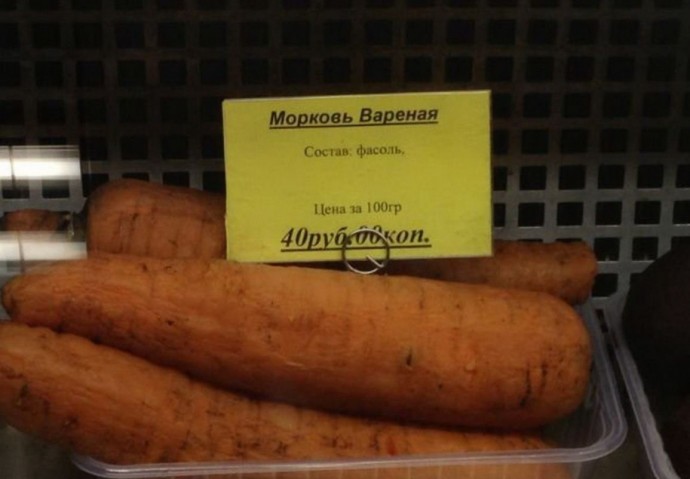 Морковь Вареная
Состав: фасоль,
Цена за 100гр
40руб.00коп.